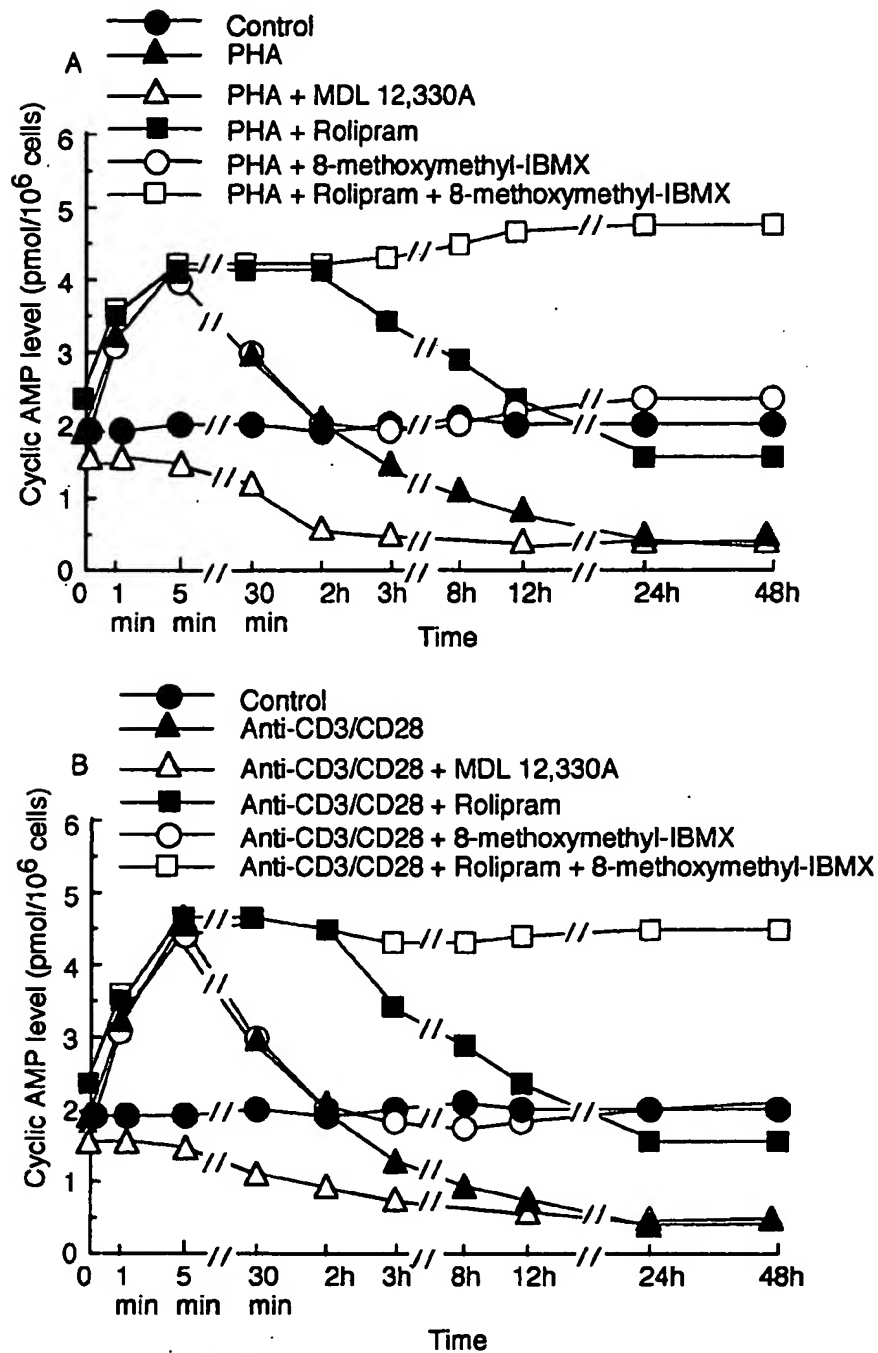 Control
A
PHA
PHA + MDL 12,330A
PHA + Rolipram
PHA + 8-methoxymethyl-IBMX
PHA + Rolipram + 8-methoxymethyl-IBMX
Cyclic AMP level (pmol/10⁶ cells)
6
5
4
3
2
1
0
0 1 min 5 min 30 min 2h 3h 8h 12h 24h 48h
Time
Control
Anti-CD3/CD28
B
Anti-CD3/CD28 + MDL 12,330A
Anti-CD3/CD28 + Rolipram
Anti-CD3/CD28 + 8-methoxymethyl-IBMX
Anti-CD3/CD28 + Rolipram + 8-methoxymethyl-IBMX
Cyclic AMP level (pmol/10⁶ cells)
6
5
4
3
2
1
0
0 1 min 5 min 30 min 2h 3h 8h 12h 24h 48h
Time